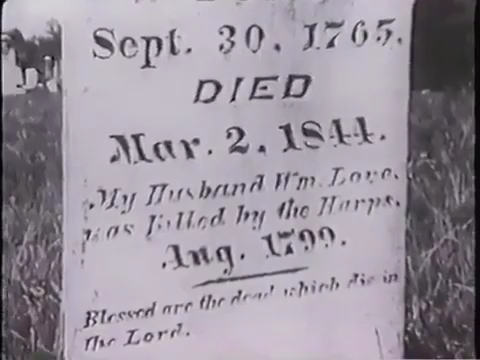 Sept. 30, 1765.
DIED
Mar. 2, 1844.
My Husband Wm. Love,
was killed by the Harps,
Aug. 1799.
Blessed are the dead which die in
the Lord.